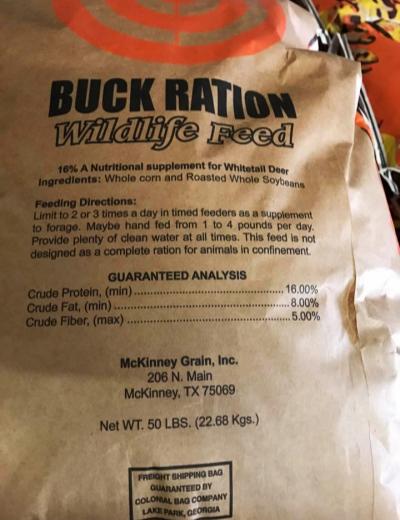 BUCK RATION
Wildlife Feed
16% A Nutritional supplement for Whitetail Deer
Ingredients: Whole corn and Roasted Whole Soybeans
Feeding Directions:
Limit to 2 or 3 times a day in timed feeders as a supplement
to forage. Maybe hand fed from 1 to 4 pounds per day.
Provide plenty of clean water at all times. This feed is not
designed as a complete ration for animals in confinement.
GUARANTEED ANALYSIS
Crude Protein, (min) ........................................ 16.00%
Crude Fat, (min) ............................................... 8.00%
Crude Fiber, (max) ............................................ 5.00%
McKinney Grain, Inc.
206 N. Main
McKinney, TX 75069
Net WT. 50 LBS. (22.68 Kgs.)
FREIGHT SHIPPING BAG
GUARANTEED BY
COLONIAL BAG COMPANY
LAKE PARK, GEORGIA